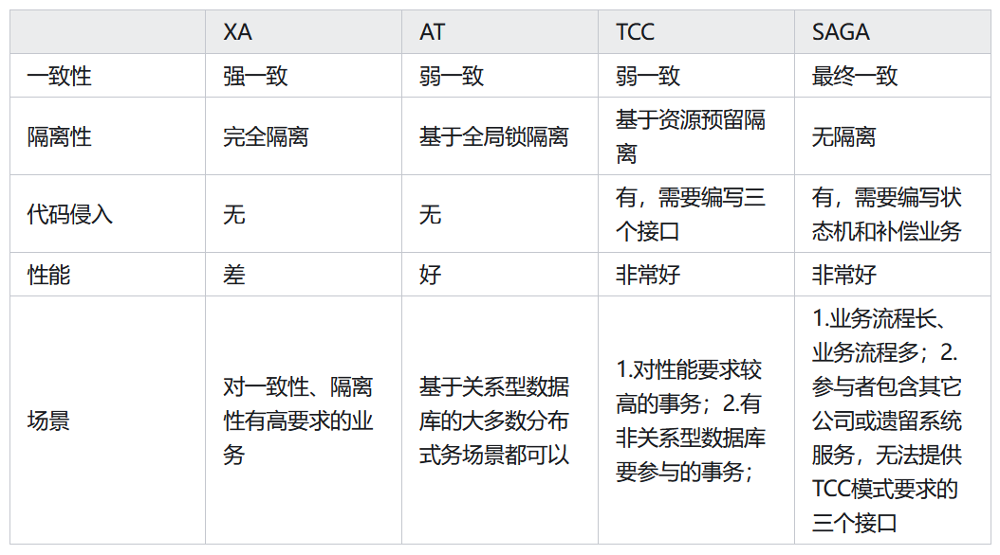 XA
AT
TCC
SAGA
一致性
强一致
弱一致
弱一致
最终一致
隔离性
完全隔离
基于全局锁隔离
基于资源预留隔
离
无隔离
代码侵入
无
无
有，需要编写三
个接口
有，需要编写状
态机和补偿业务
性能
差
好
非常好
非常好
场景
对一致性、隔离
性有高要求的业
务
基于关系型数据
库的大多数分布
式务场景都可以
1.对性能要求较
高的事务；2.有
非关系型数据库
要参与的事务；
1.业务流程长、
业务流程多；2.
参与者包含其它
公司或遗留系统
服务，无法提供
TCC模式要求的
三个接口